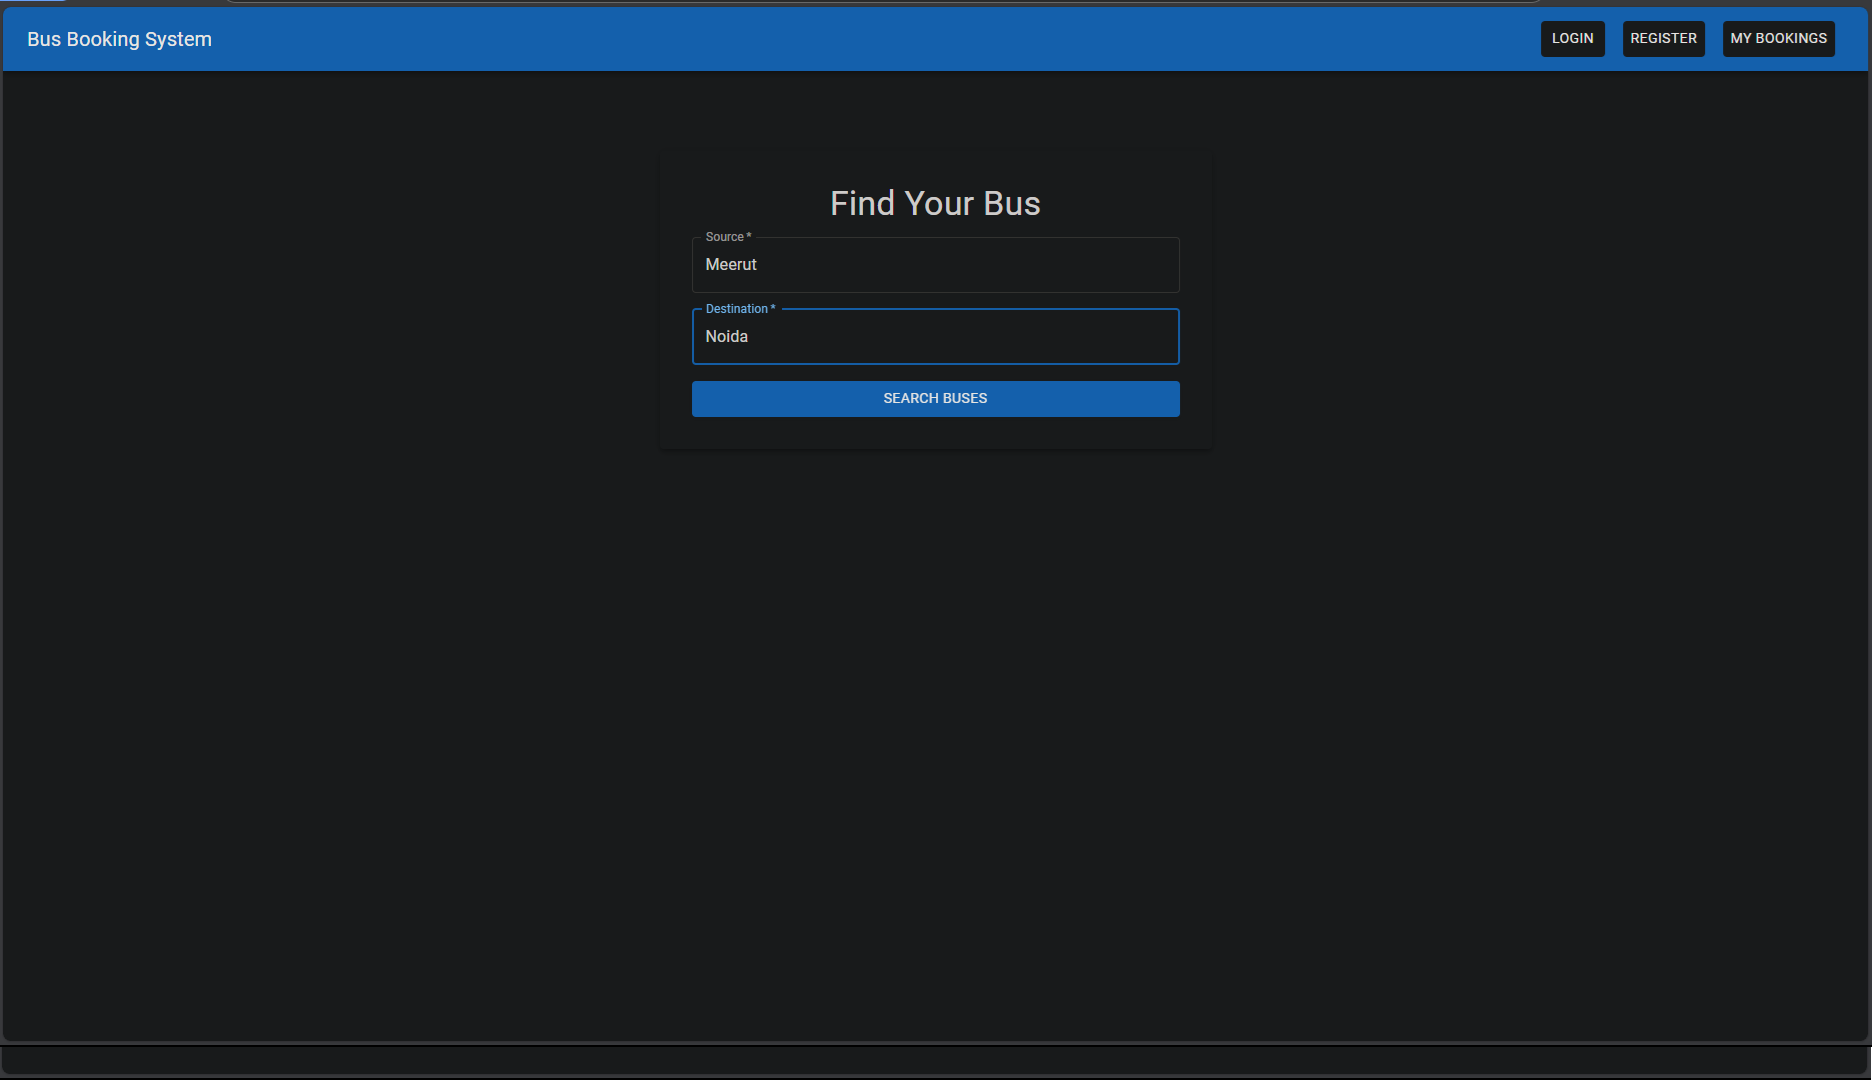 Bus Booking System
LOGIN
REGISTER
MY BOOKINGS
Find Your Bus
Source *
Meerut
Destination *
Noida
SEARCH BUSES